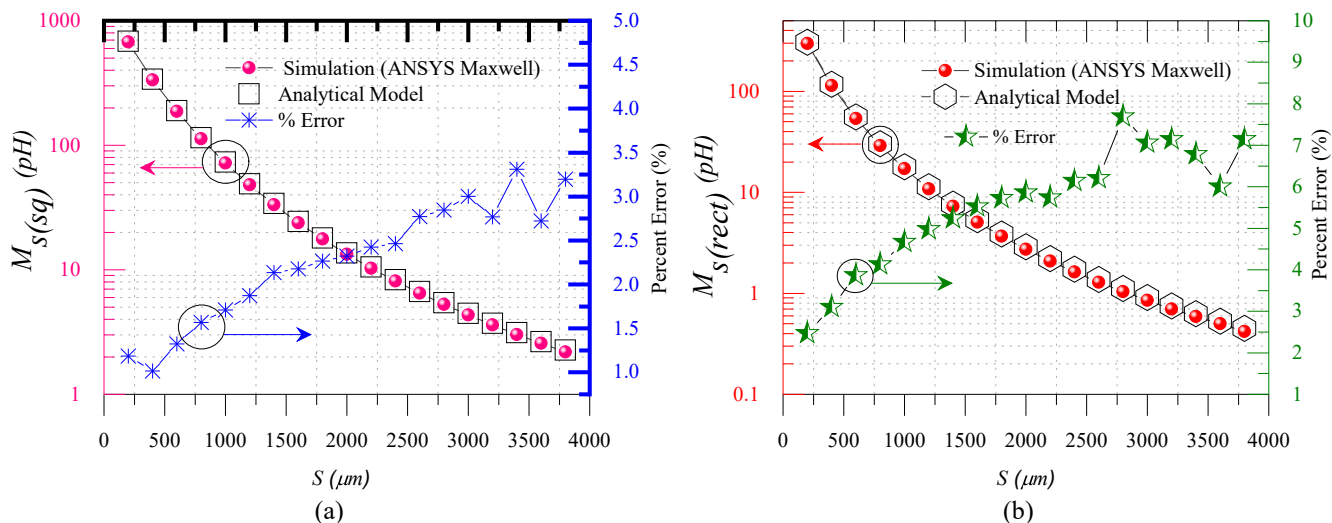 1000
100
10
1
M s(sq) (pH)
Simulation (ANSYS Maxwell)
Analytical Model
% Error
5.0
4.5
4.0
3.5
3.0
2.5
2.0
1.5
1.0
Percent Error (%)
0 500 1000 1500 2000 2500 3000 3500 4000
S (μm)
(a)
100
10
1
0.1
M s(rect) (pH)
Simulation (ANSYS Maxwell)
Analytical Model
% Error
10
9
8
7
6
5
4
3
2
1
Percent Error (%)
0 500 1000 1500 2000 2500 3000 3500 4000
S (μm)
(b)